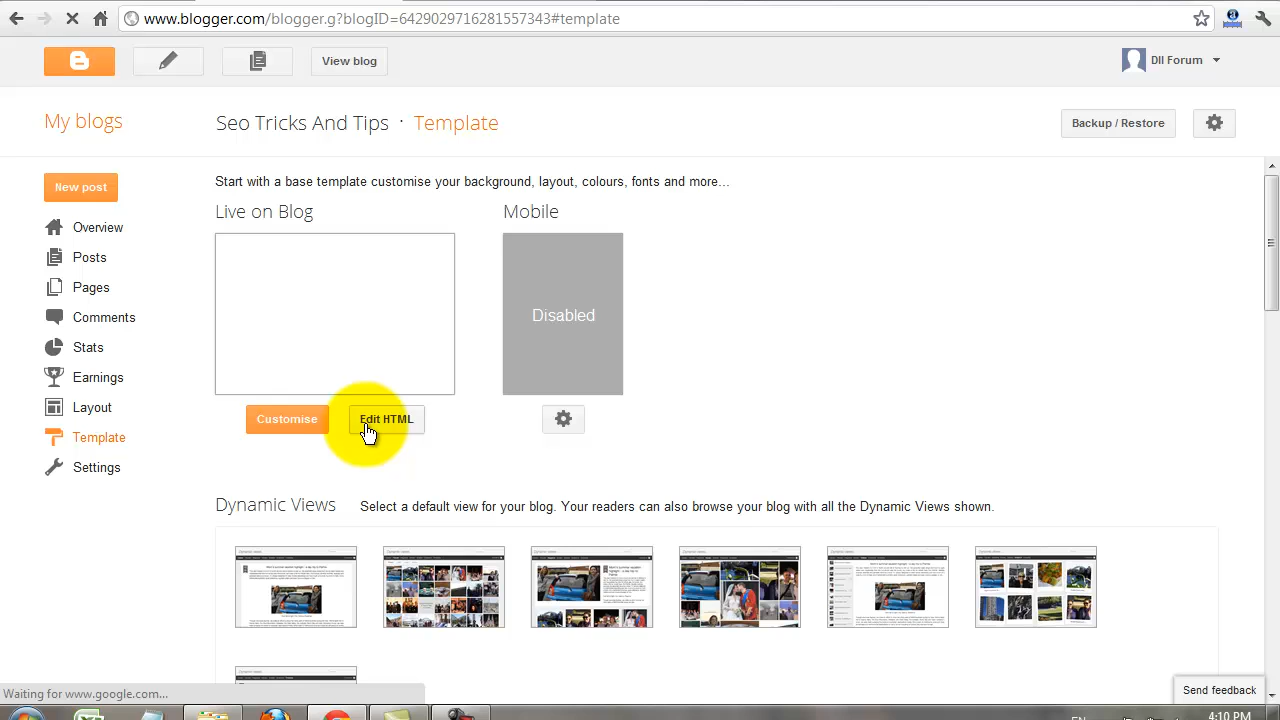 www.blogger.com/blogger.g?blogID=6429029716281557343#template
View blog
Dll Forum
My blogs
Seo Tricks And Tips · Template
Backup / Restore
New post
Start with a base template customise your background, layout, colours, fonts and more...
Live on Blog
Mobile
Overview
Posts
Pages
Comments
Stats
Earnings
Layout
Template
Settings
Disabled
Customise
Edit HTML
Dynamic Views
Select a default view for your blog. Your readers can also browse your blog with all the Dynamic Views shown.
Waiting for www.google.com...
Send feedback
EN
4:10 PM